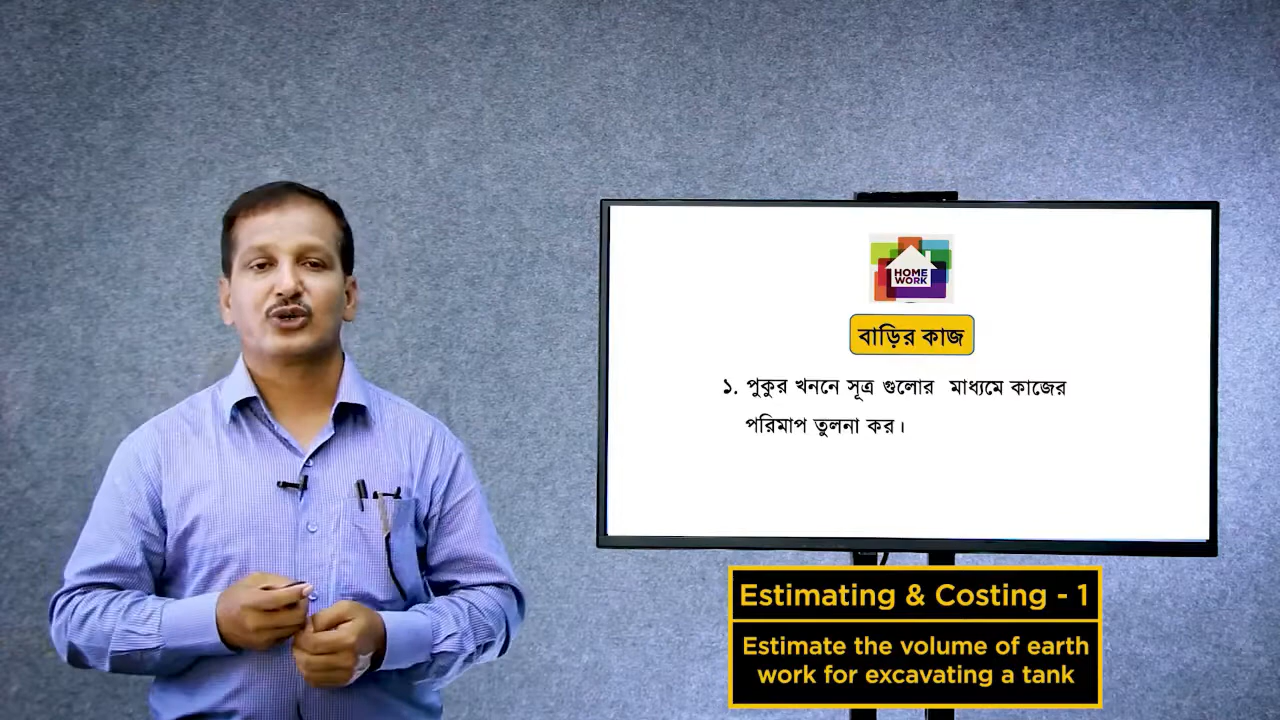 HOME
WORK
বাড়ির কাজ
১. পুকুর খননে সূত্র গুলোর মাধ্যমে কাজের
পরিমাপ তুলনা কর।
Estimating & Costing - 1
Estimate the volume of earth
work for excavating a tank